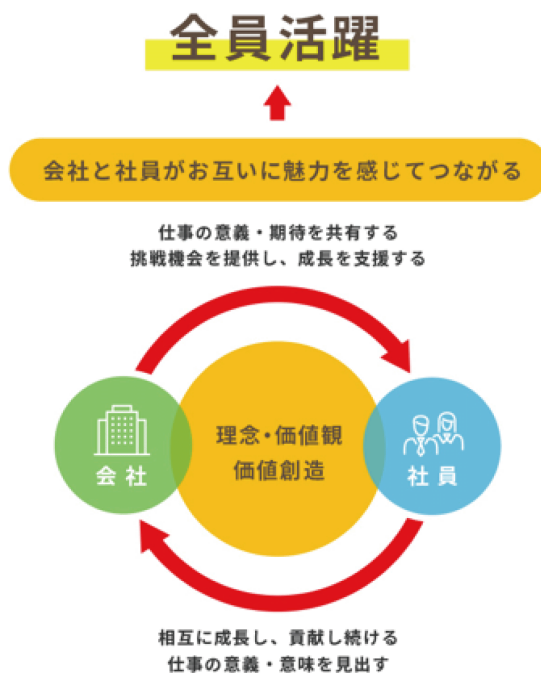 全員活躍
会社と社員がお互いに魅力を感じてつながる
仕事の意義・期待を共有する
挑戦機会を提供し、成長を支援する
理念・価値観
価値創造
会社
社員
相互に成長し、貢献し続ける
仕事の意義・意味を見出す